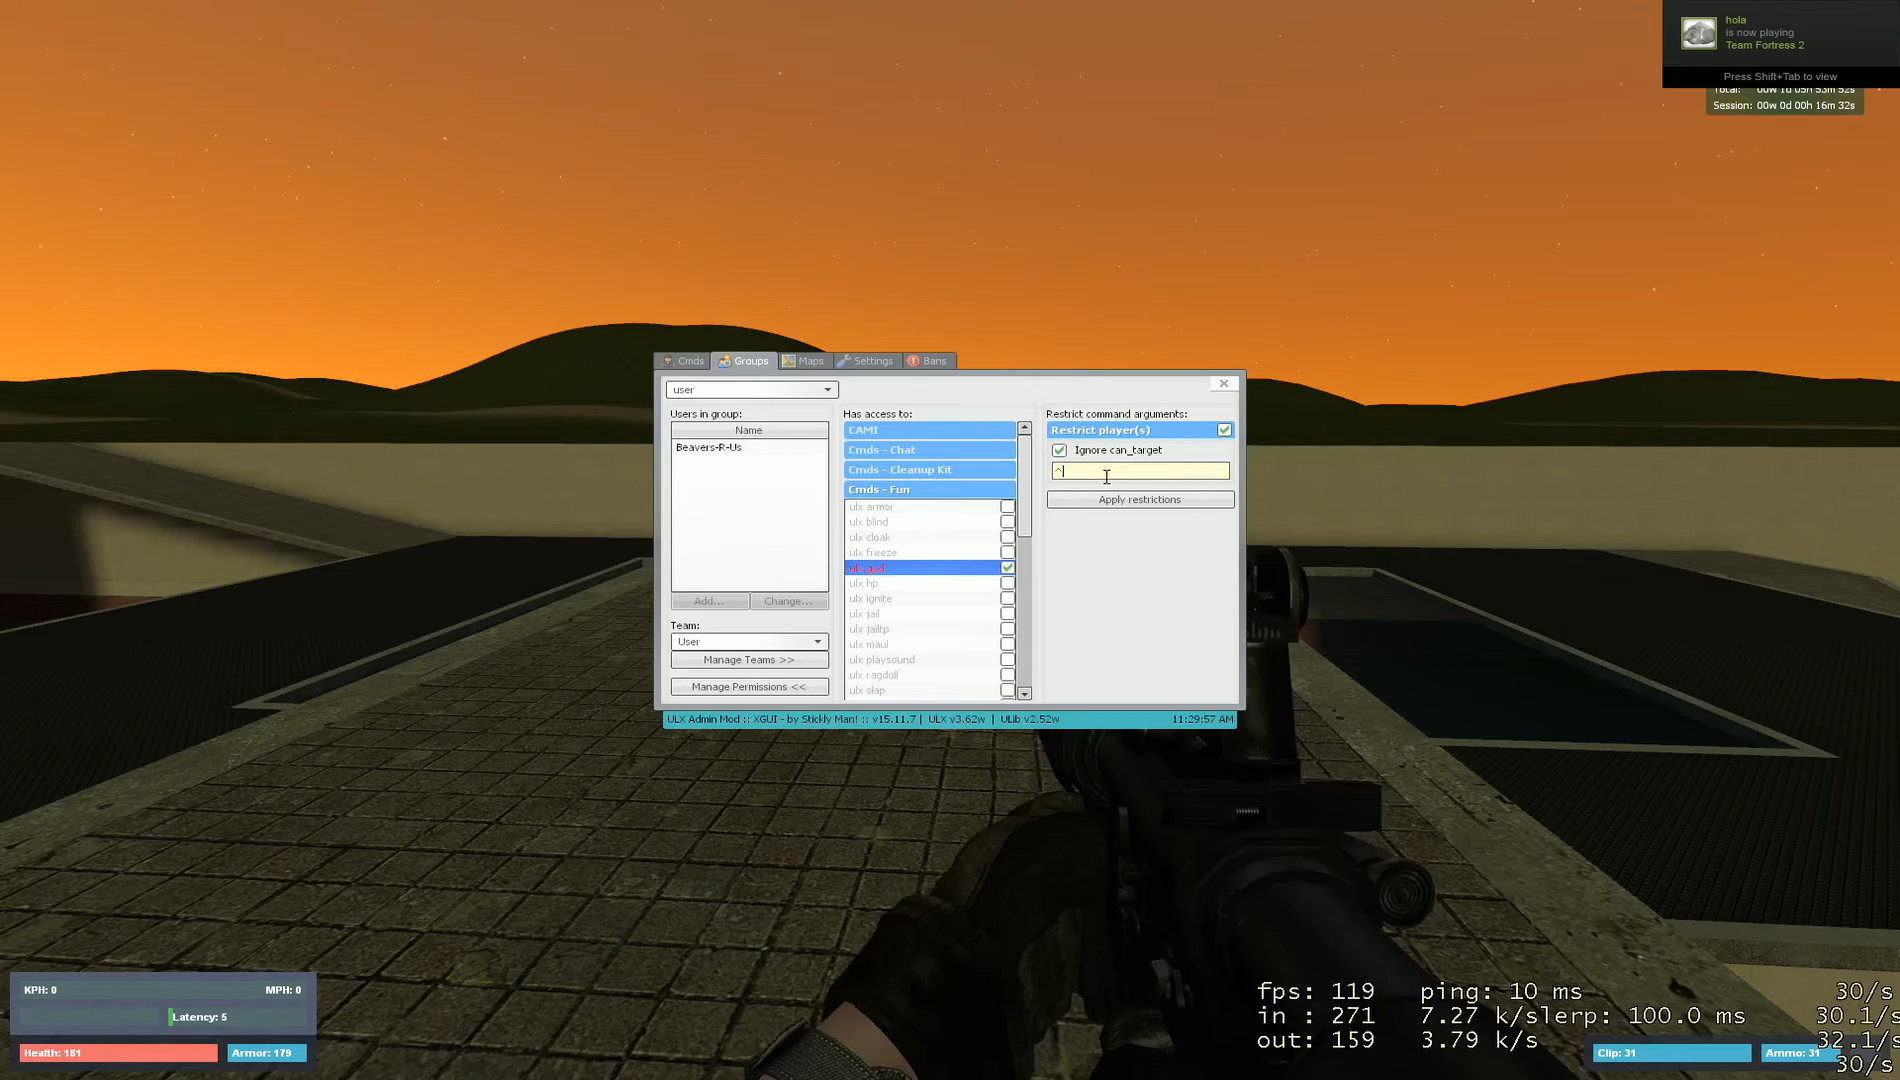 hola
is now playing
Team Fortress 2
Press Shift+Tab to view
Total: 00w 1d 05h 53m 52s
Session: 00w 0d 00h 16m 32s
Cmds Groups Maps Settings Bans
user
Users in group:
Name
Beavers-R-Us
Add... Change...
Team:
User
Manage Teams >>
Manage Permissions <<
Has access to:
CAMI
Cmds - Chat
Cmds - Cleanup Kit
Cmds - Fun
ulx armor
ulx blind
ulx cloak
ulx freeze
ulx god
ulx hp
ulx ignite
ulx jail
ulx jailtp
ulx maul
ulx playsound
ulx ragdoll
ulx slap
Restrict command arguments:
Restrict player(s)
Ignore can_target
^
Apply restrictions
ULX Admin Mod :: XGUI - by Stickly Man! :: v15.11.7 | ULX v3.62w | ULib v2.52w 11:29:57 AM
KPH: 0 MPH: 0
Latency: 5
Health: 181 Armor: 179
fps: 119 ping: 10 ms 30/s
in : 271 7.27 k/s lerp: 100.0 ms 30.1/s
out: 159 3.79 k/s 32.1/s
Clip: 31 Ammo: 31
30/s